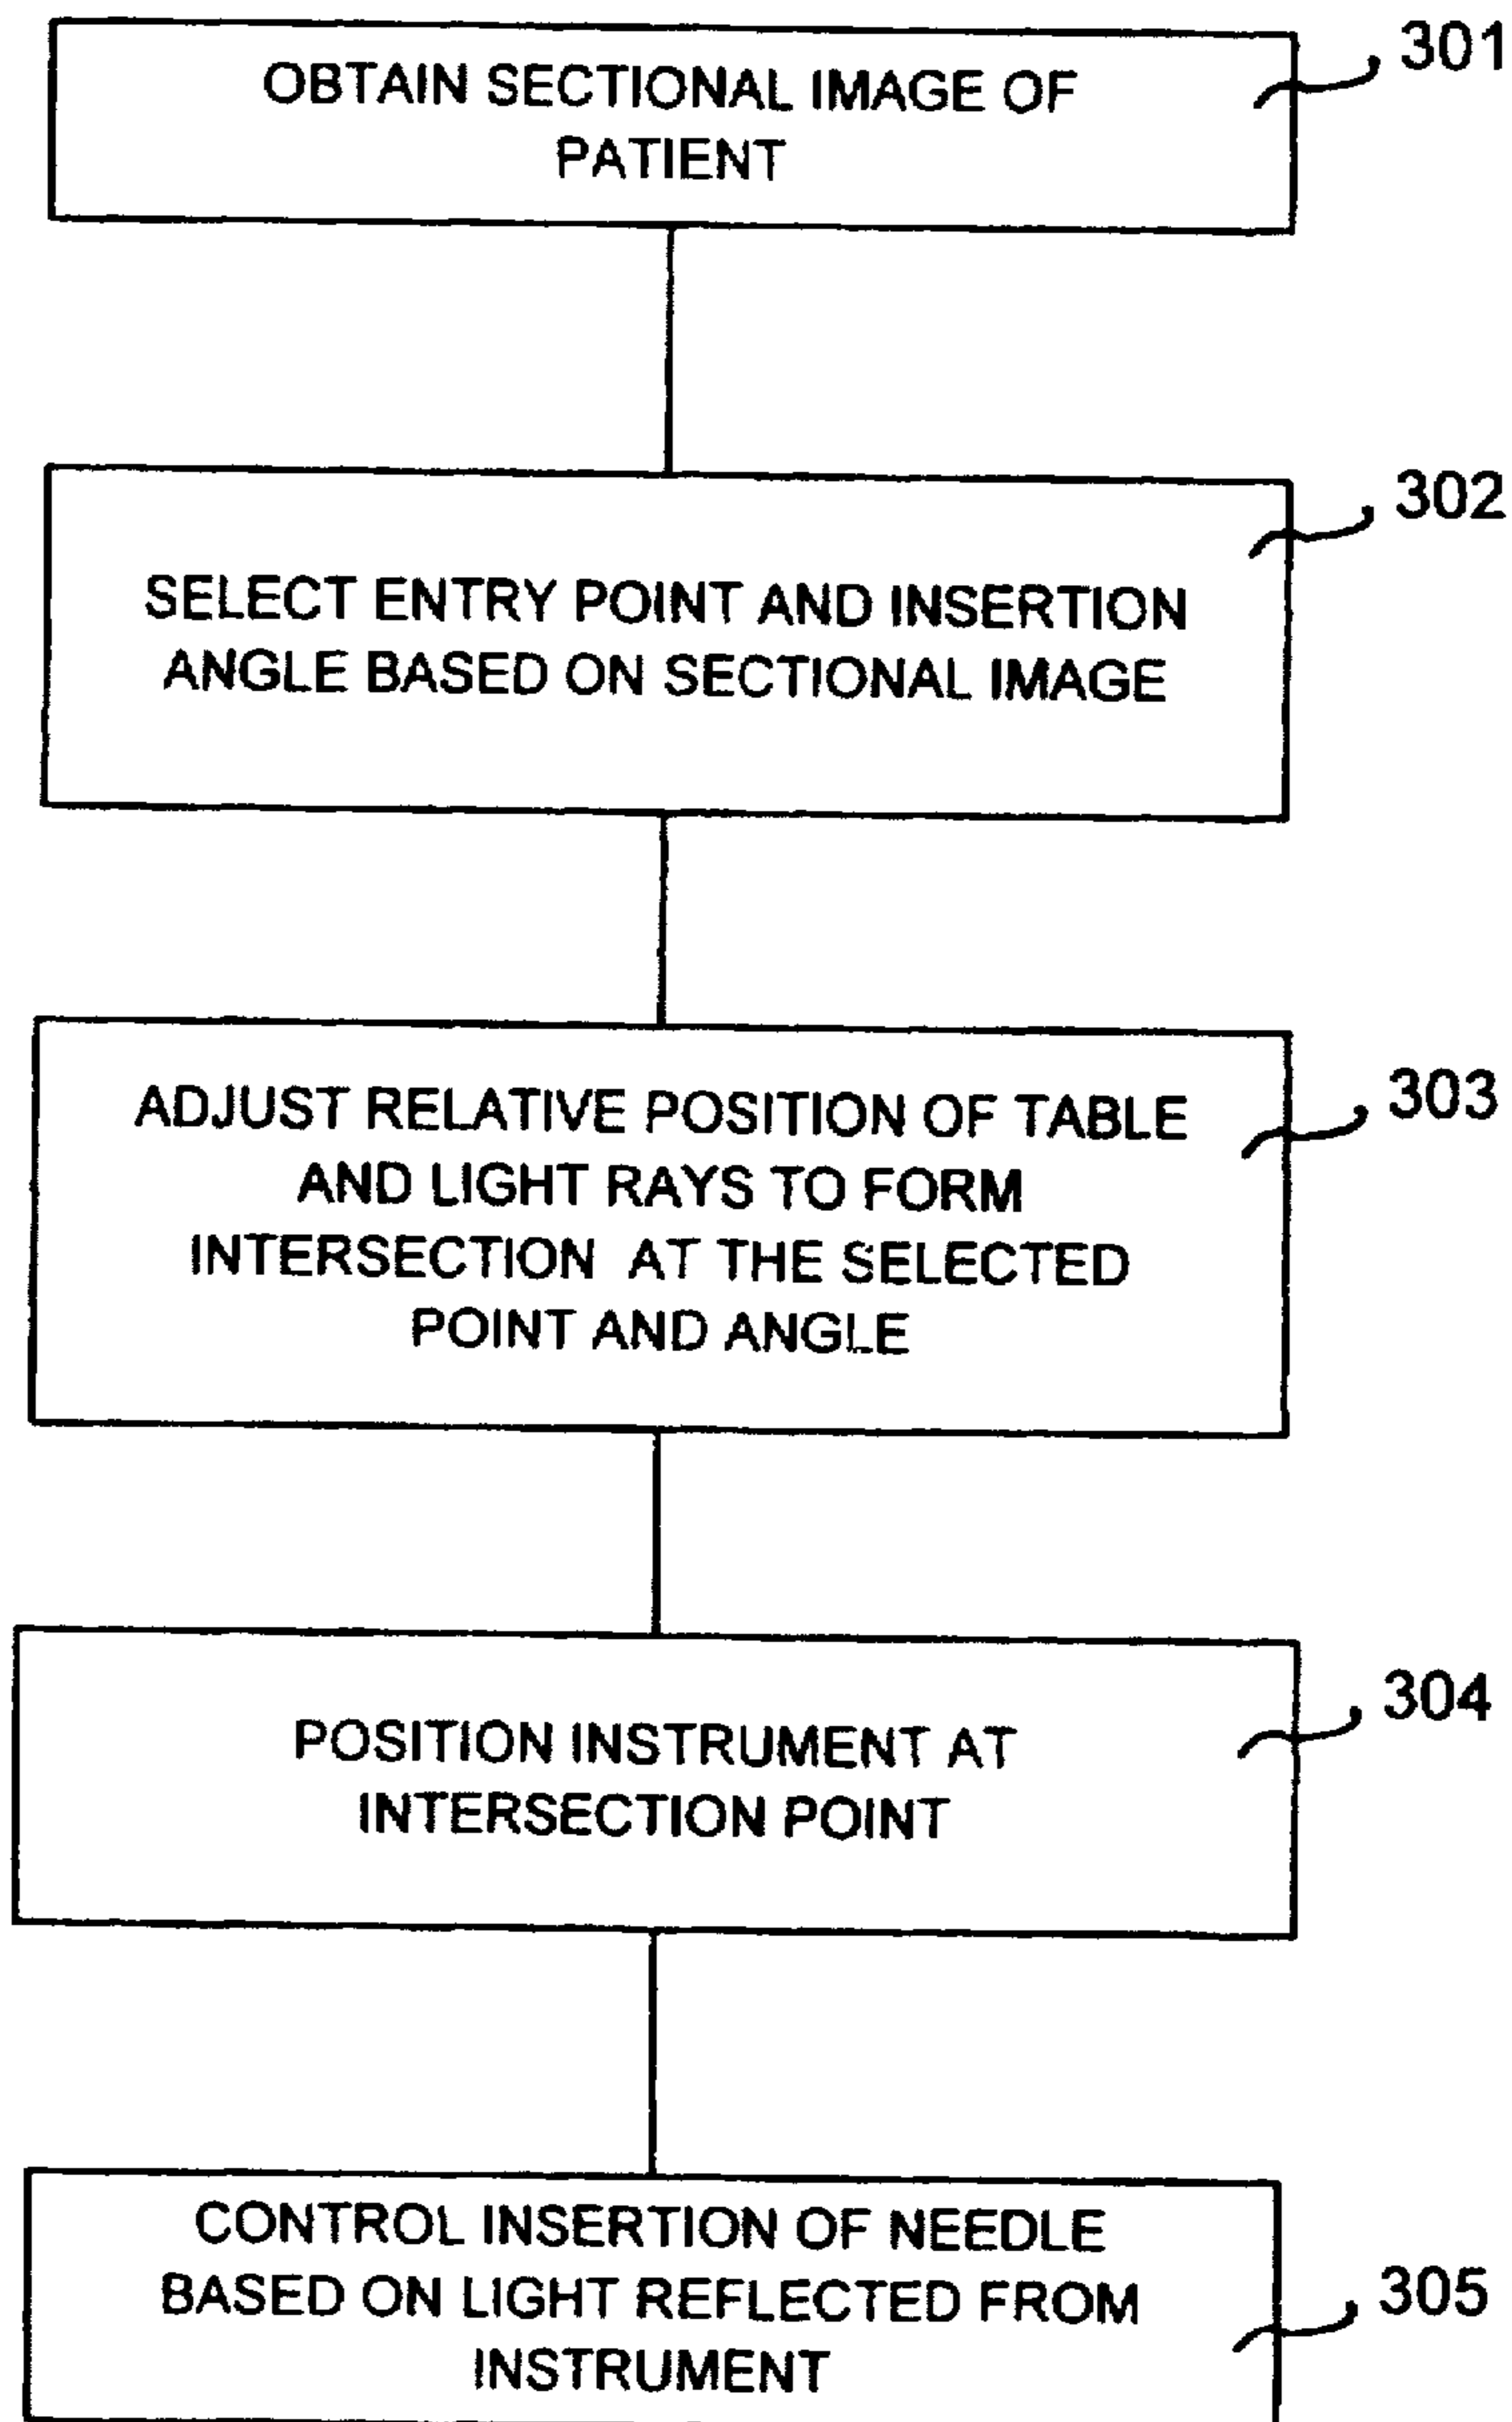 301
OBTAIN SECTIONAL IMAGE OF
PATIENT
302
SELECT ENTRY POINT AND INSERTION
ANGLE BASED ON SECTIONAL IMAGE
303
ADJUST RELATIVE POSITION OF TABLE
AND LIGHT RAYS TO FORM
INTERSECTION AT THE SELECTED
POINT AND ANGLE
304
POSITION INSTRUMENT AT
INTERSECTION POINT
305
CONTROL INSERTION OF NEEDLE
BASED ON LIGHT REFLECTED FROM
INSTRUMENT